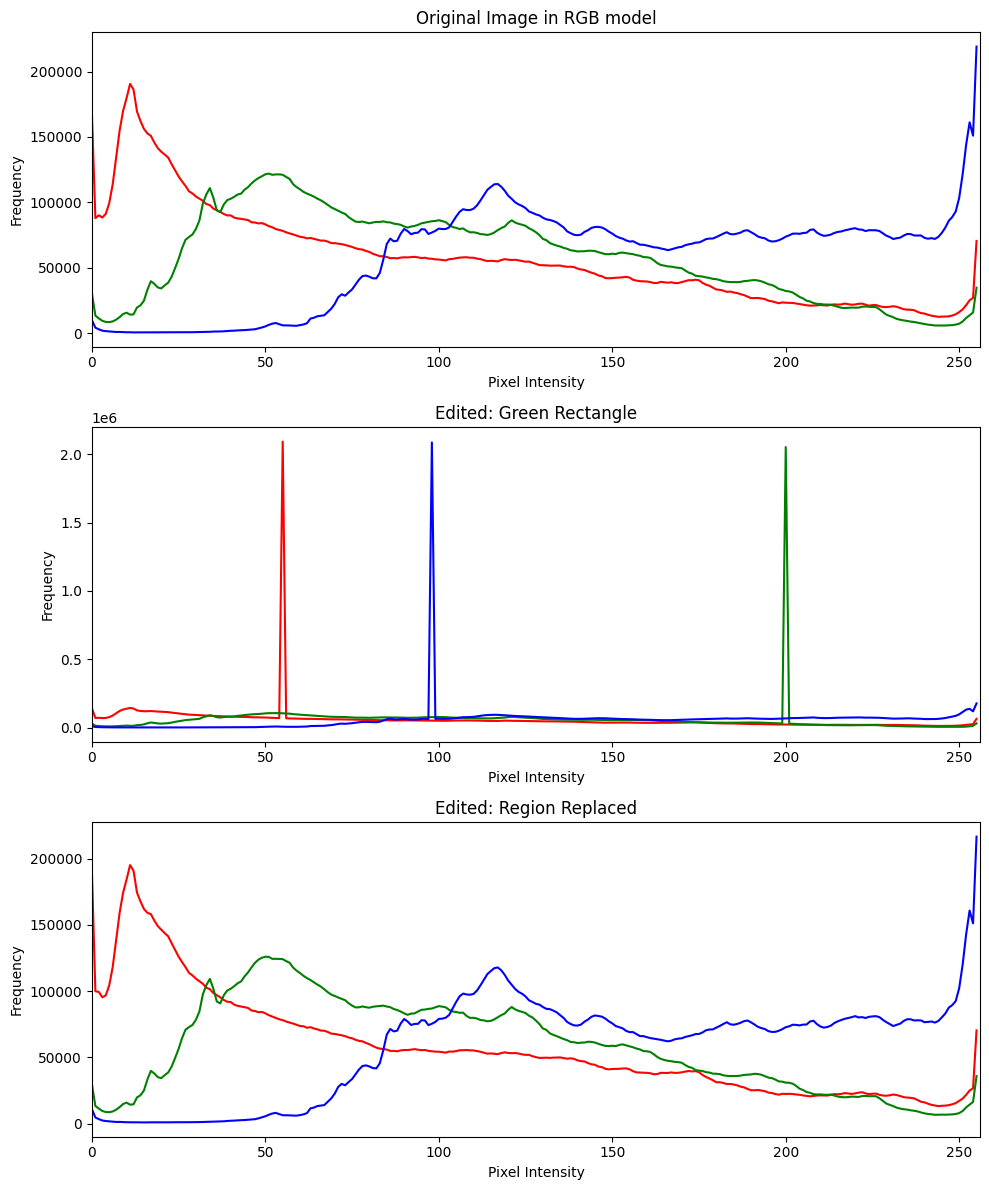 Original Image in RGB model
200000
150000
100000
50000
0
Frequency
0 50 100 150 200 250
Pixel Intensity
Edited: Green Rectangle
1e6
2.0
1.5
1.0
0.5
0.0
Frequency
0 50 100 150 200 250
Pixel Intensity
Edited: Region Replaced
200000
150000
100000
50000
0
Frequency
0 50 100 150 200 250
Pixel Intensity